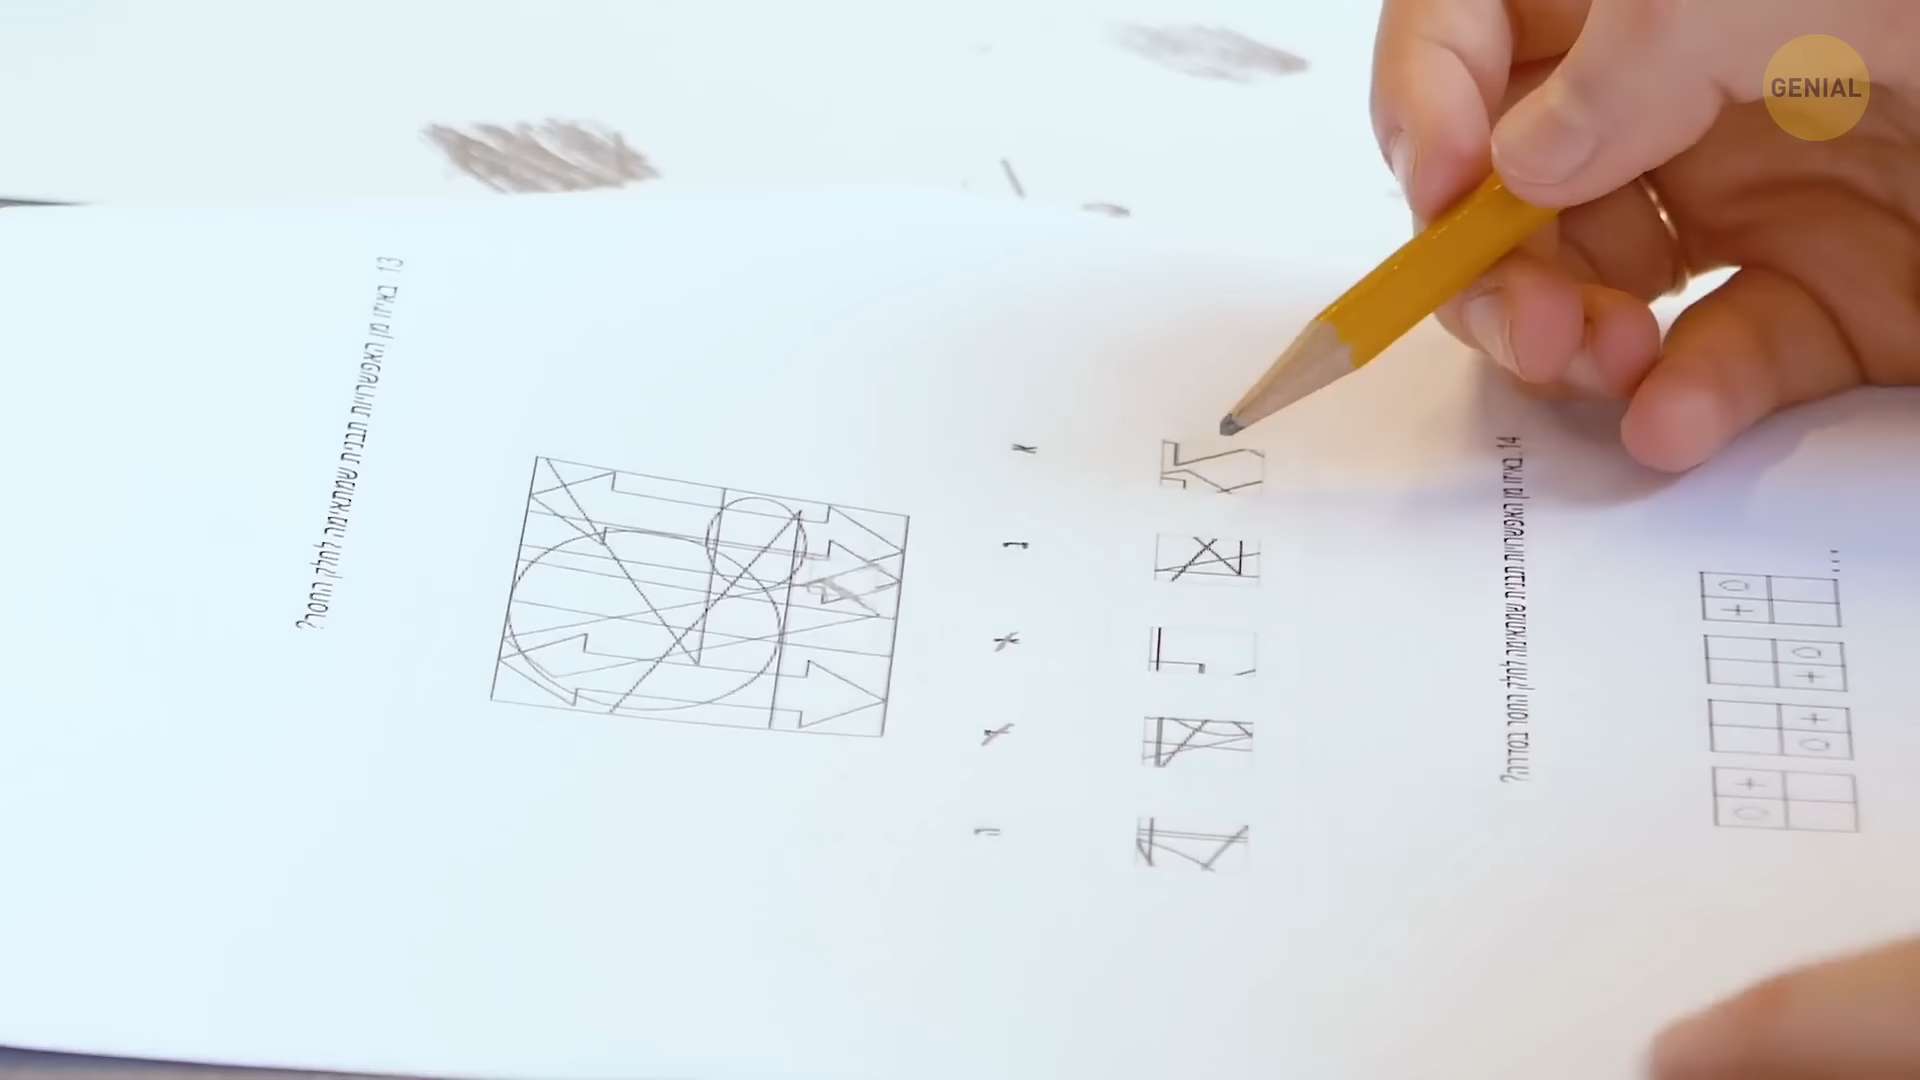 GENIAL
13 באיזו מן האפשרויות תבנית שמתאימה לחלק החסר?
א
ב
ג
ד
ה
14. באיזו מן האפשרויות תבנית שמתאימה לחלק החסר בסדרה?
...